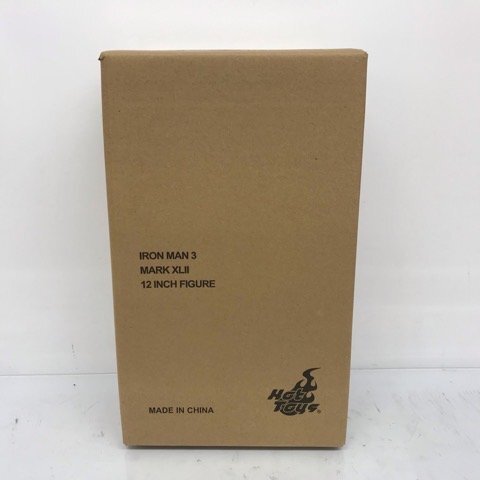 IRON MAN 3
MARK XLII
12 INCH FIGURE
Hot
Toys®
MADE IN CHINA